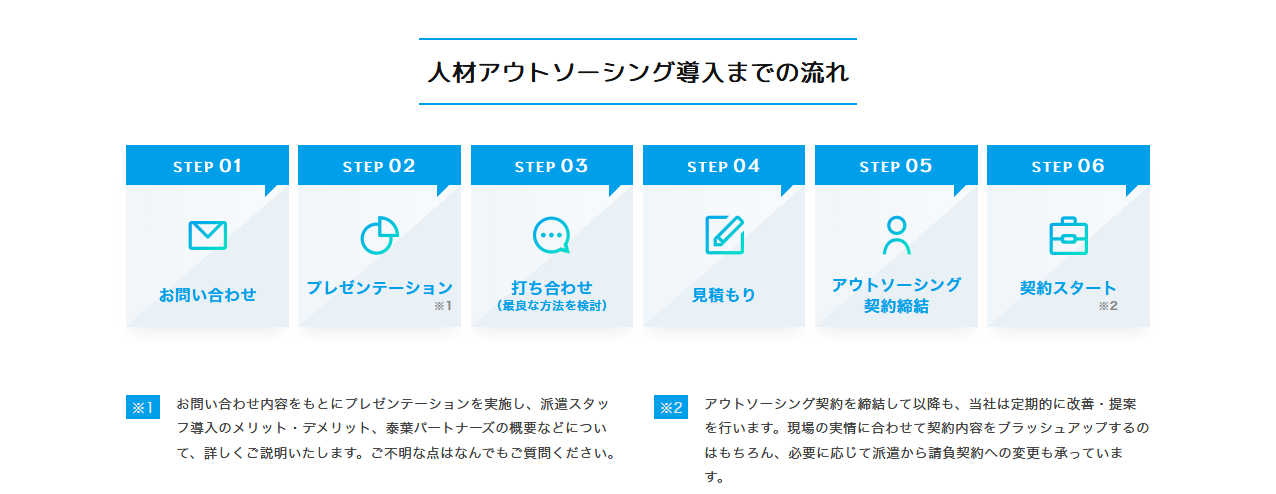 人材アウトソーシング導入までの流れ
STEP 01
STEP 02
STEP 03
STEP 04
STEP 05
STEP 06
お問い合わせ
プレゼンテーション
※1
打ち合わせ
（最良な方法を検討）
見積もり
アウトソーシング
契約締結
契約スタート
※2
※1
お問い合わせ内容をもとにプレゼンテーションを実施し、派遣スタッ
フ導入のメリット・デメリット、泰葉パートナーズの概要などについ
て、詳しくご説明いたします。ご不明な点はなんでもご質問ください。
※2
アウトソーシング契約を締結して以降も、当社は定期的に改善・提案
を行います。現場の実情に合わせて契約内容をブラッシュアップするの
はもちろん、必要に応じて派遣から請負契約への変更も承っていま
す。